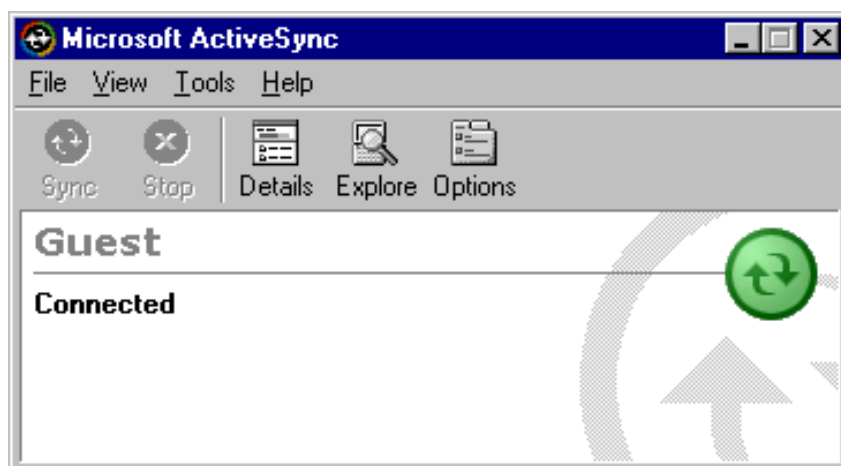 Microsoft ActiveSync
File View Tools Help
Sync Stop Details Explore Options
Guest
Connected